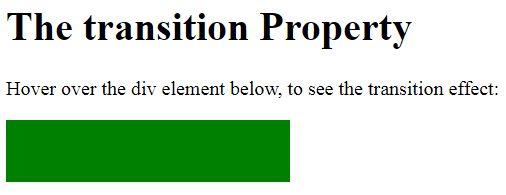 The transition Property
Hover over the div element below, to see the transition effect: